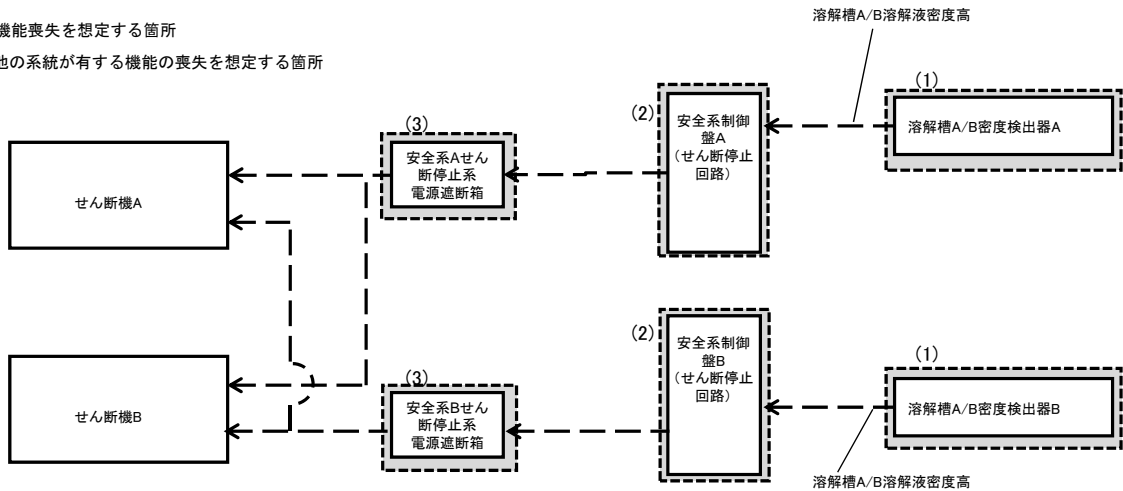 機能喪失を想定する箇所
他の系統が有する機能の喪失を想定する箇所
溶解槽A/B溶解液密度高
(1)
溶解槽A/B密度検出器A
(2)
安全系制御
盤A
(せん断停止
回路)
(3)
安全系Aせん
断停止系
電源遮断箱
せん断機A
(1)
溶解槽A/B密度検出器B
(2)
安全系制御
盤B
(せん断停止
回路)
(3)
安全系Bせん
断停止系
電源遮断箱
せん断機B
溶解槽A/B溶解液密度高